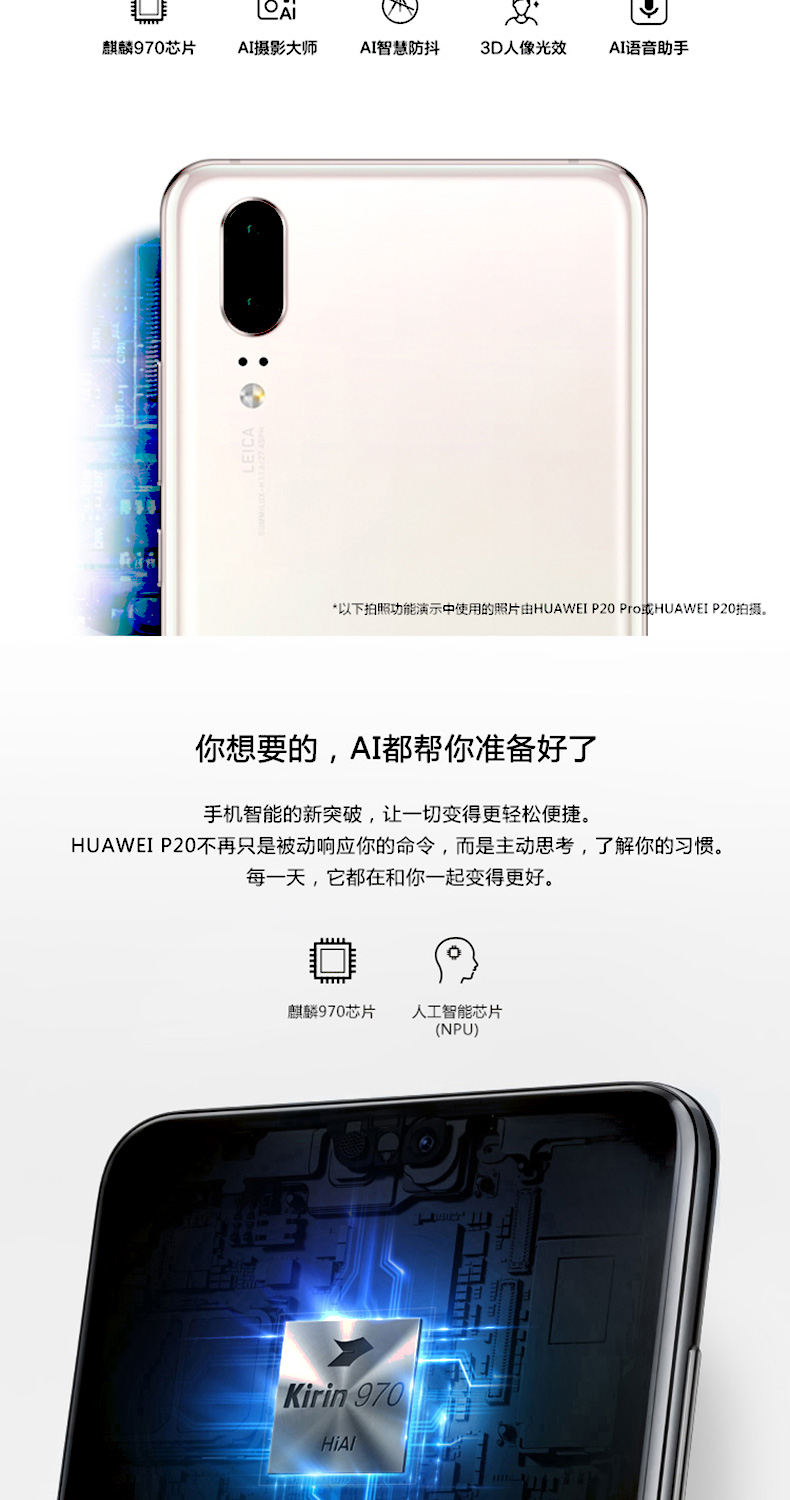 AI
麒麟970芯片
AI摄影大师
AI智慧防抖
3D人像光效
AI语音助手
LEICA
*以下拍照功能演示中使用的照片由HUAWEI P20 Pro或HUAWEI P20拍摄。
你想要的，AI都帮你准备好了
手机智能的新突破，让一切变得更轻松便捷。
HUAWEI P20不再只是被动响应你的命令，而是主动思考，了解你的习惯。
每一天，它都在和你一起变得更好。
麒麟970芯片
人工智能芯片
(NPU)
Kirin 970
HiAI